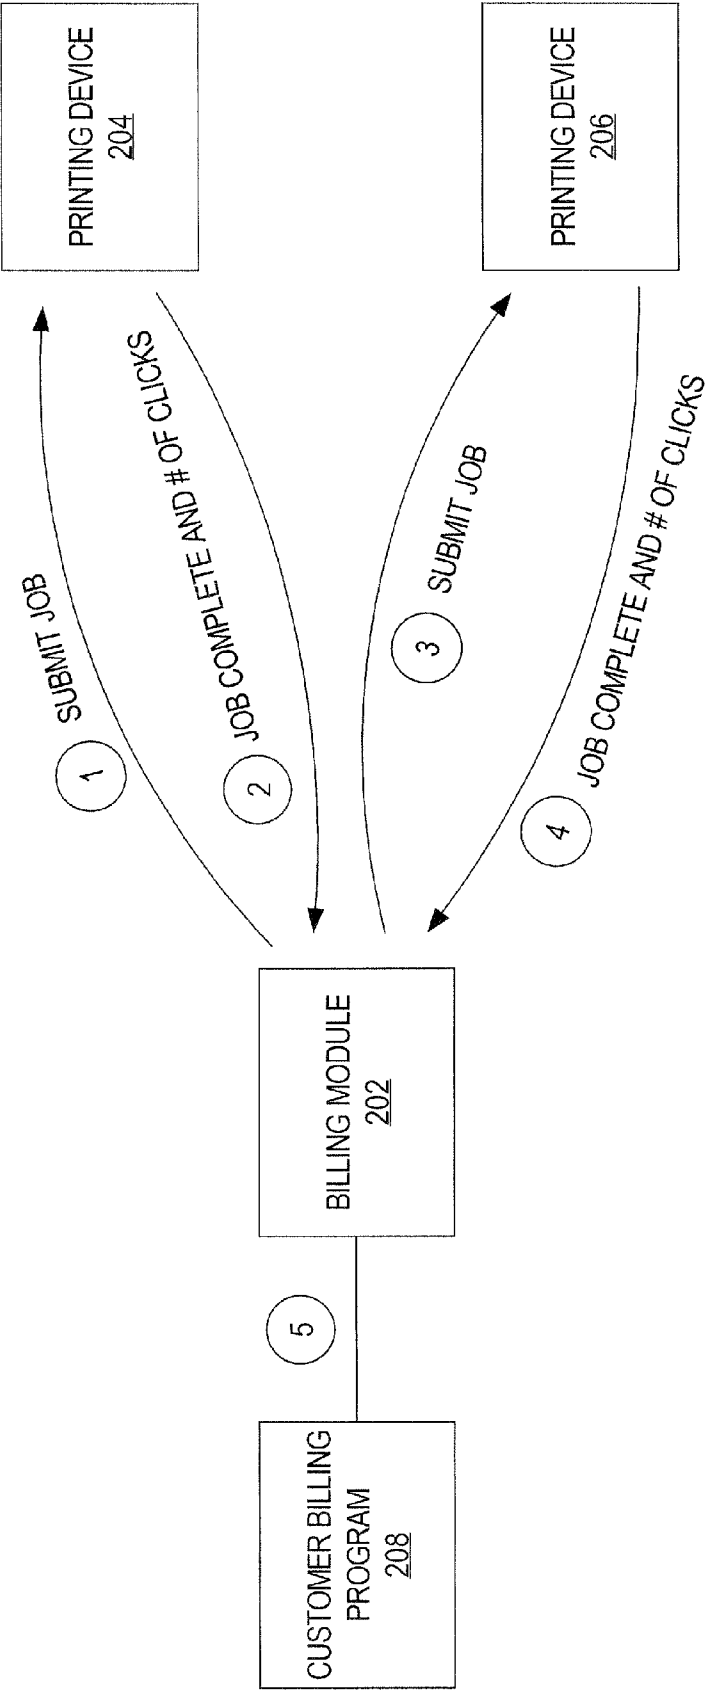 CUSTOMER BILLING
PROGRAM
208
5
BILLING MODULE
202
1
SUBMIT JOB
2
JOB COMPLETE AND # OF CLICKS
3
SUBMIT JOB
4
JOB COMPLETE AND # OF CLICKS
PRINTING DEVICE
204
PRINTING DEVICE
206